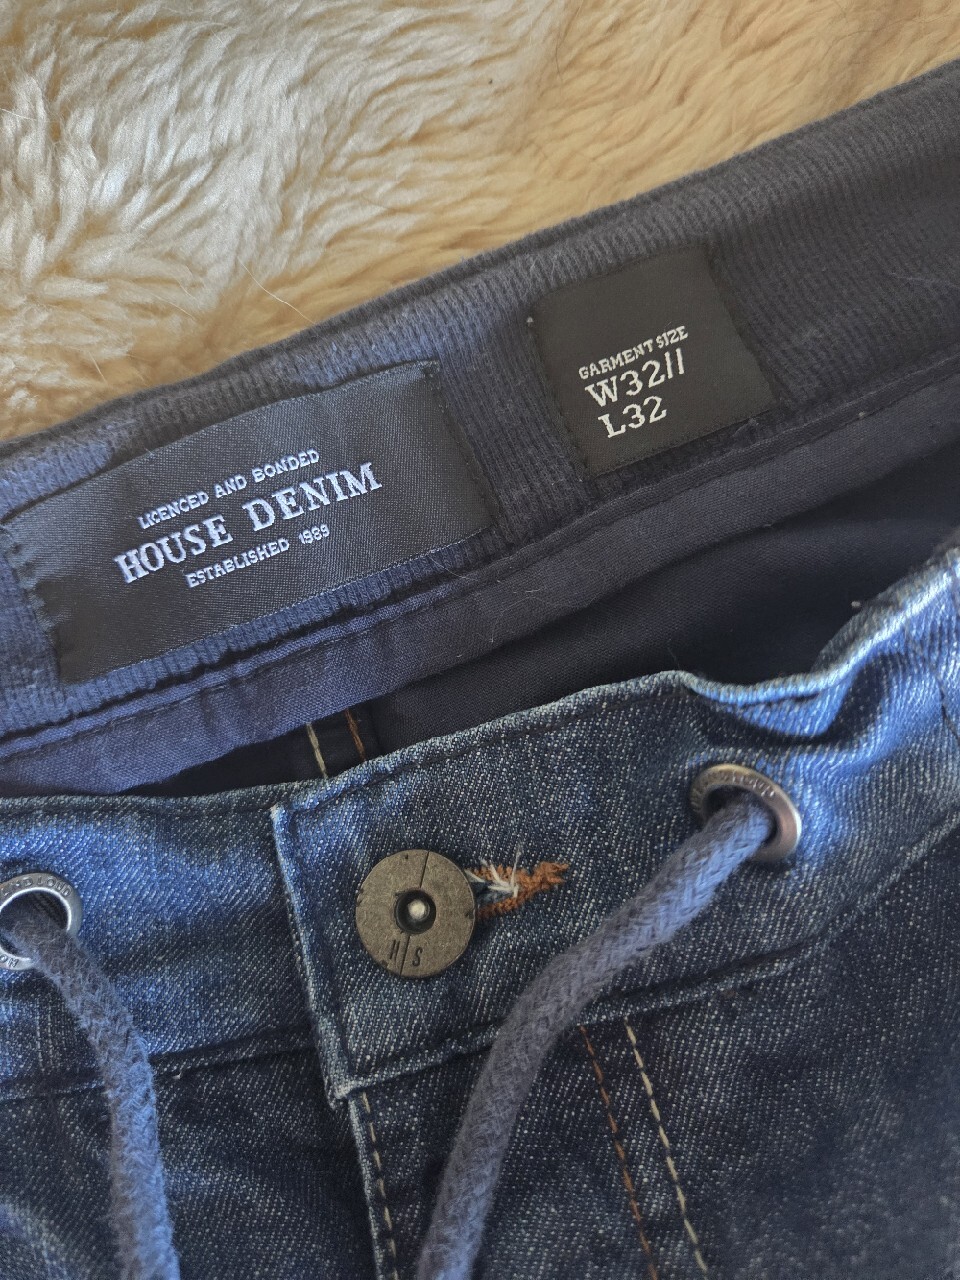 LICENCED AND BONDED
HOUSE DENIM
ESTABLISHED 1989
GARMENT SIZE
W32//
L32